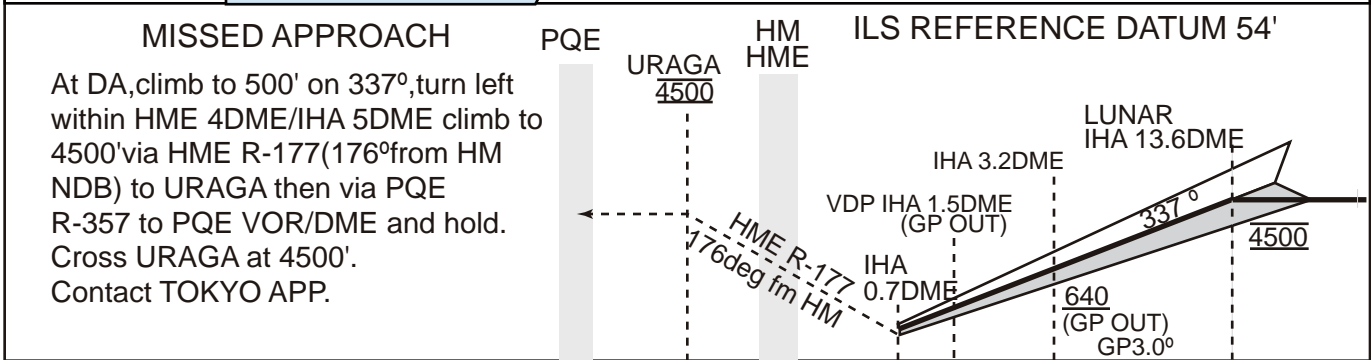 MISSED APPROACH
At DA,climb to 500' on 337º,turn left
within HME 4DME/IHA 5DME climb to
4500'via HME R-177(176ºfrom HM
NDB) to URAGA then via PQE
R-357 to PQE VOR/DME and hold.
Cross URAGA at 4500'.
Contact TOKYO APP.
PQE
URAGA
4500
HM
HME
ILS REFERENCE DATUM 54'
LUNAR
IHA 13.6DME
IHA 3.2DME
VDP IHA 1.5DME
(GP OUT)
IHA
0.7DME
HME R-177
176deg fm HM
337 º
4500
640
(GP OUT)
GP3.0º